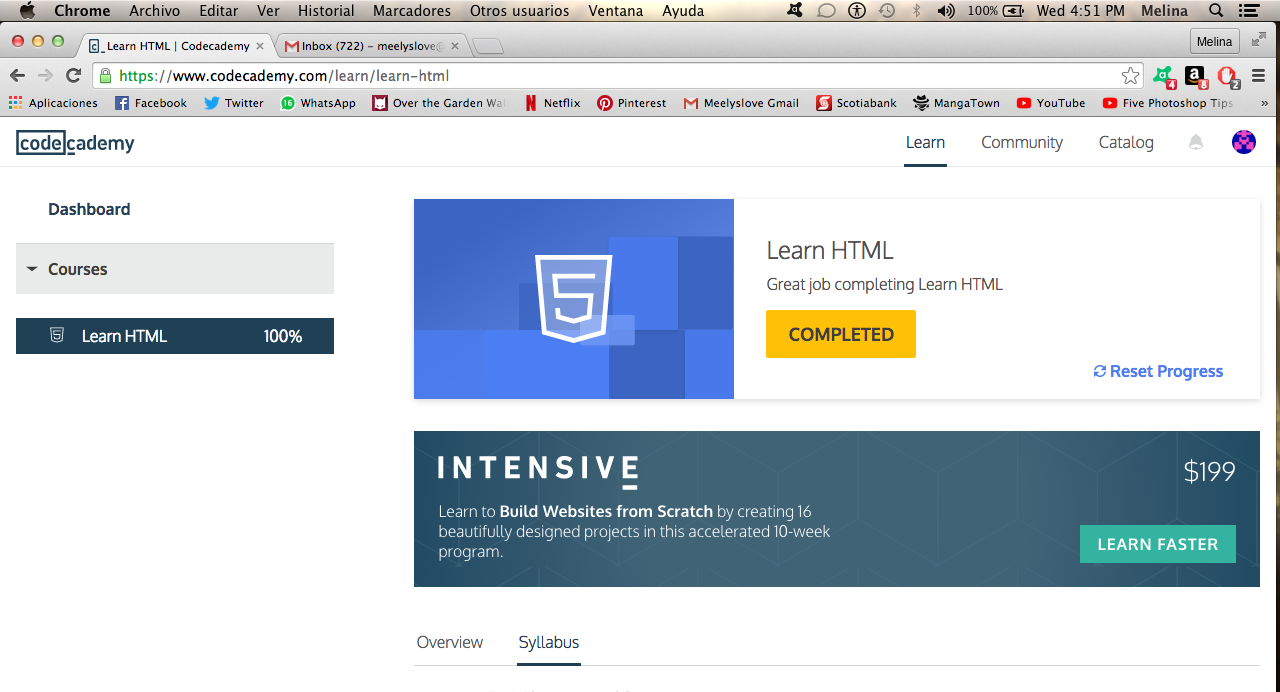 Chrome Archivo Editar Ver Historial Marcadores Otros usuarios Ventana Ayuda 100% Wed 4:51 PM Melina
Learn HTML | Codecademy Inbox (722) – meelyslove@ Melina
https://www.codecademy.com/learn/learn-html 4 8 2
Aplicaciones Facebook Twitter WhatsApp Over the Garden Wal Netflix Pinterest Meelyslove Gmail Scotiabank MangaTown YouTube Five Photoshop Tips »
codecademy Learn Community Catalog
Dashboard
Courses
Learn HTML 100%
Learn HTML
Great job completing Learn HTML
COMPLETED
Reset Progress
INTENSIVE
$199
Learn to Build Websites from Scratch by creating 16
beautifully designed projects in this accelerated 10-week
program.
LEARN FASTER
Overview Syllabus